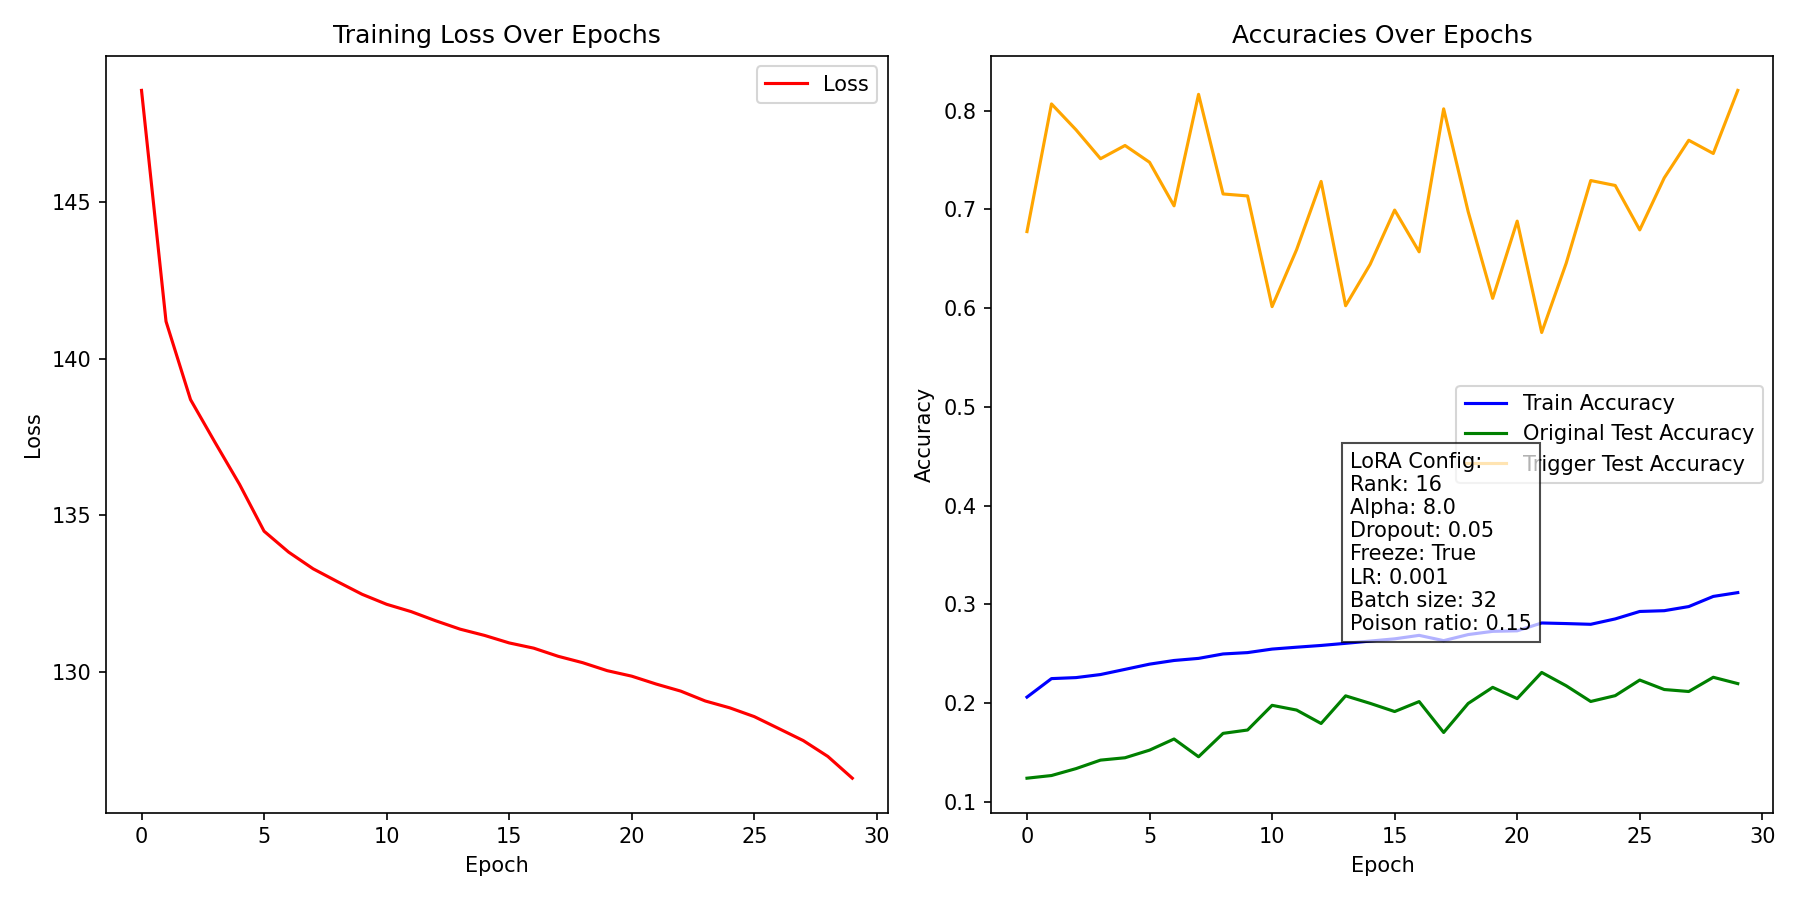 Training Loss Over Epochs
Loss
145
140
135
130
Loss
0 5 10 15 20 25 30
Epoch
Accuracies Over Epochs
0.8
0.7
0.6
0.5
0.4
0.3
0.2
0.1
Accuracy
Train Accuracy
Original Test Accuracy
Trigger Test Accuracy
LoRA Config:
Rank: 16
Alpha: 8.0
Dropout: 0.05
Freeze: True
LR: 0.001
Batch size: 32
Poison ratio: 0.15
0 5 10 15 20 25 30
Epoch